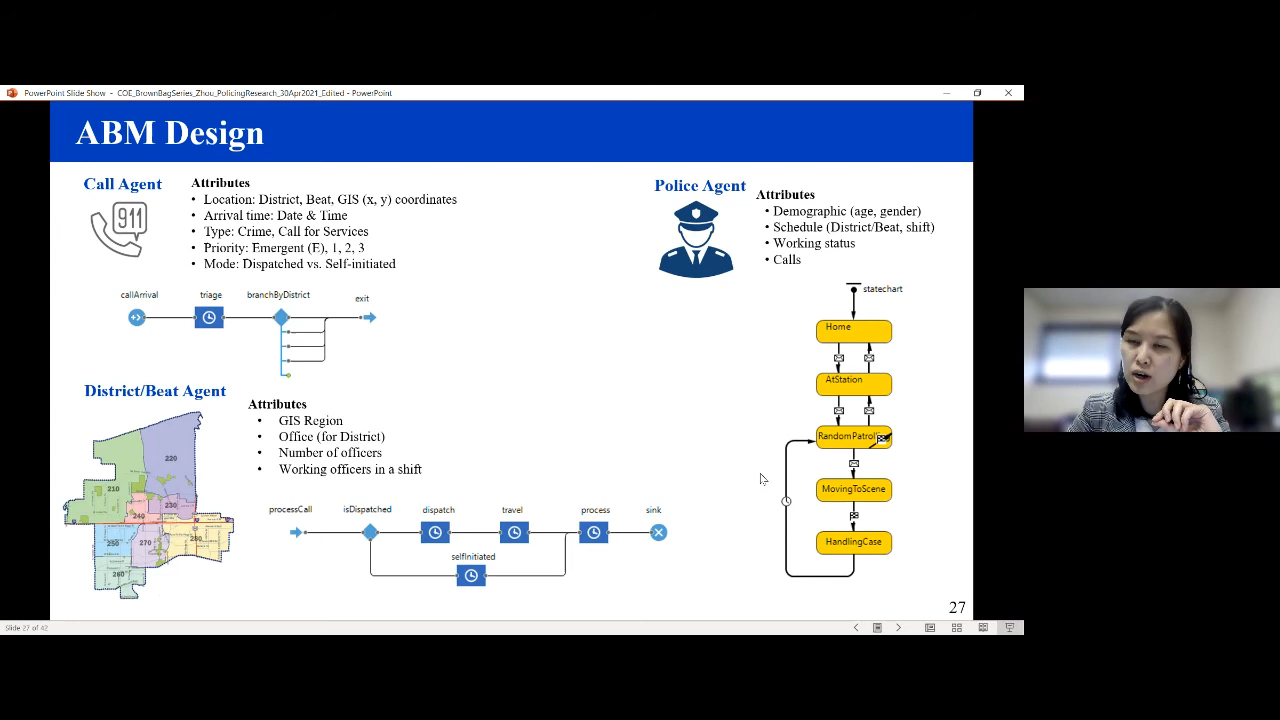 PowerPoint Slide Show - COE_BrownBagSeries_Zhou_PolicingResearch_30Apr2021_Edited - PowerPoint
ABM Design
Call Agent
911
Attributes
• Location: District, Beat, GIS (x, y) coordinates
• Arrival time: Date & Time
• Type: Crime, Call for Services
• Priority: Emergent (E), 1, 2, 3
• Mode: Dispatched vs. Self-initiated
callArrival
triage
branchByDistrict
exit
District/Beat Agent
220
210
230
240
250
270
280
260
Attributes
• GIS Region
• Office (for District)
• Number of officers
• Working officers in a shift
processCall
isDispatched
dispatch
travel
process
sink
selfInitiated
Police Agent
Attributes
• Demographic (age, gender)
• Schedule (District/Beat, shift)
• Working status
• Calls
statechart
Home
AtStation
MovingToScene
HandlingCase
27
Slide 27 of 42